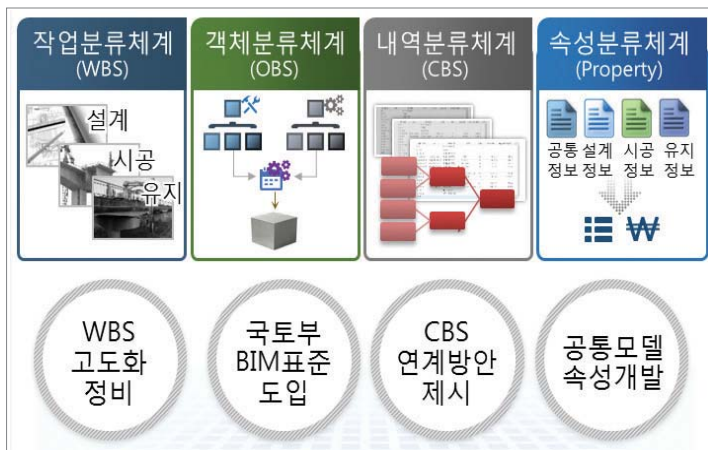 작업분류체계
(WBS)
객체분류체계
(OBS)
내역분류체계
(CBS)
속성분류체계
(Property)
설계
시공
유지
공통 설계 시공 유지
정보 정보 정보 정보
₩
WBS
고도화
정비
국토부
BIM표준
도입
CBS
연계방안
제시
공통모델
속성개발